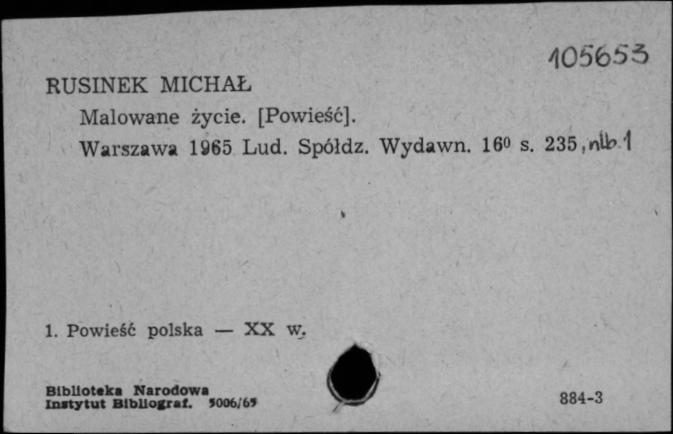 105653
RUSINEK MICHAŁ
Malowane życie. [Powieść].
Warszawa 1965 Lud. Spółdz. Wydawn. 16⁰ s. 235, nlb 1
1. Powieść polska — XX w.
Biblioteka Narodowa
Instytut Bibliograf. 5006/65
884-3